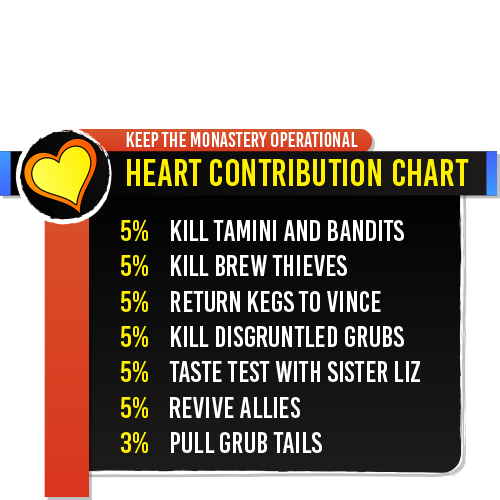 KEEP THE MONASTERY OPERATIONAL
HEART CONTRIBUTION CHART
5% KILL TAMINI AND BANDITS
5% KILL BREW THIEVES
5% RETURN KEGS TO VINCE
5% KILL DISGRUNTLED GRUBS
5% TASTE TEST WITH SISTER LIZ
5% REVIVE ALLIES
3% PULL GRUB TAILS